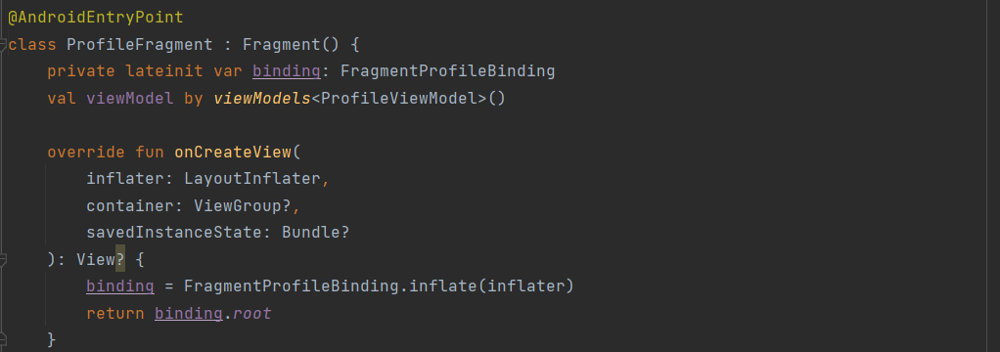 @AndroidEntryPoint
class ProfileFragment : Fragment() {
    private lateinit var binding: FragmentProfileBinding
    val viewModel by viewModels<ProfileViewModel>()

    override fun onCreateView(
        inflater: LayoutInflater,
        container: ViewGroup?,
        savedInstanceState: Bundle?
    ): View? {
        binding = FragmentProfileBinding.inflate(inflater)
        return binding.root
    }